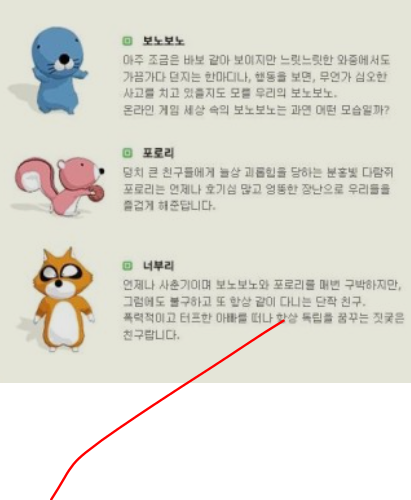 보노보노
아주 조금은 바보 같아 보이지만 느릿느릿한 와중에서도
가끔가다 던지는 한마디나, 행동을 보면, 무언가 심오한
사고를 치고 있을지도 모를 우리의 보노보노.
온라인 게임 세상 속의 보노보노는 과연 어떤 모습일까?
포로리
덩치 큰 친구들에게 늘상 괴롭힘을 당하는 분홍빛 다람쥐
포로리는 언제나 호기심 많고 엉뚱한 장난으로 우리들을
즐겁게 해준답니다.
너부리
언제나 사춘기이며 보노보노와 포로리를 매번 구박하지만,
그럼에도 불구하고 또 항상 같이 다니는 단작 친구.
폭력적이고 터프한 아빠를 떠나 항상 독립을 꿈꾸는 짓궂은
친구랍니다.